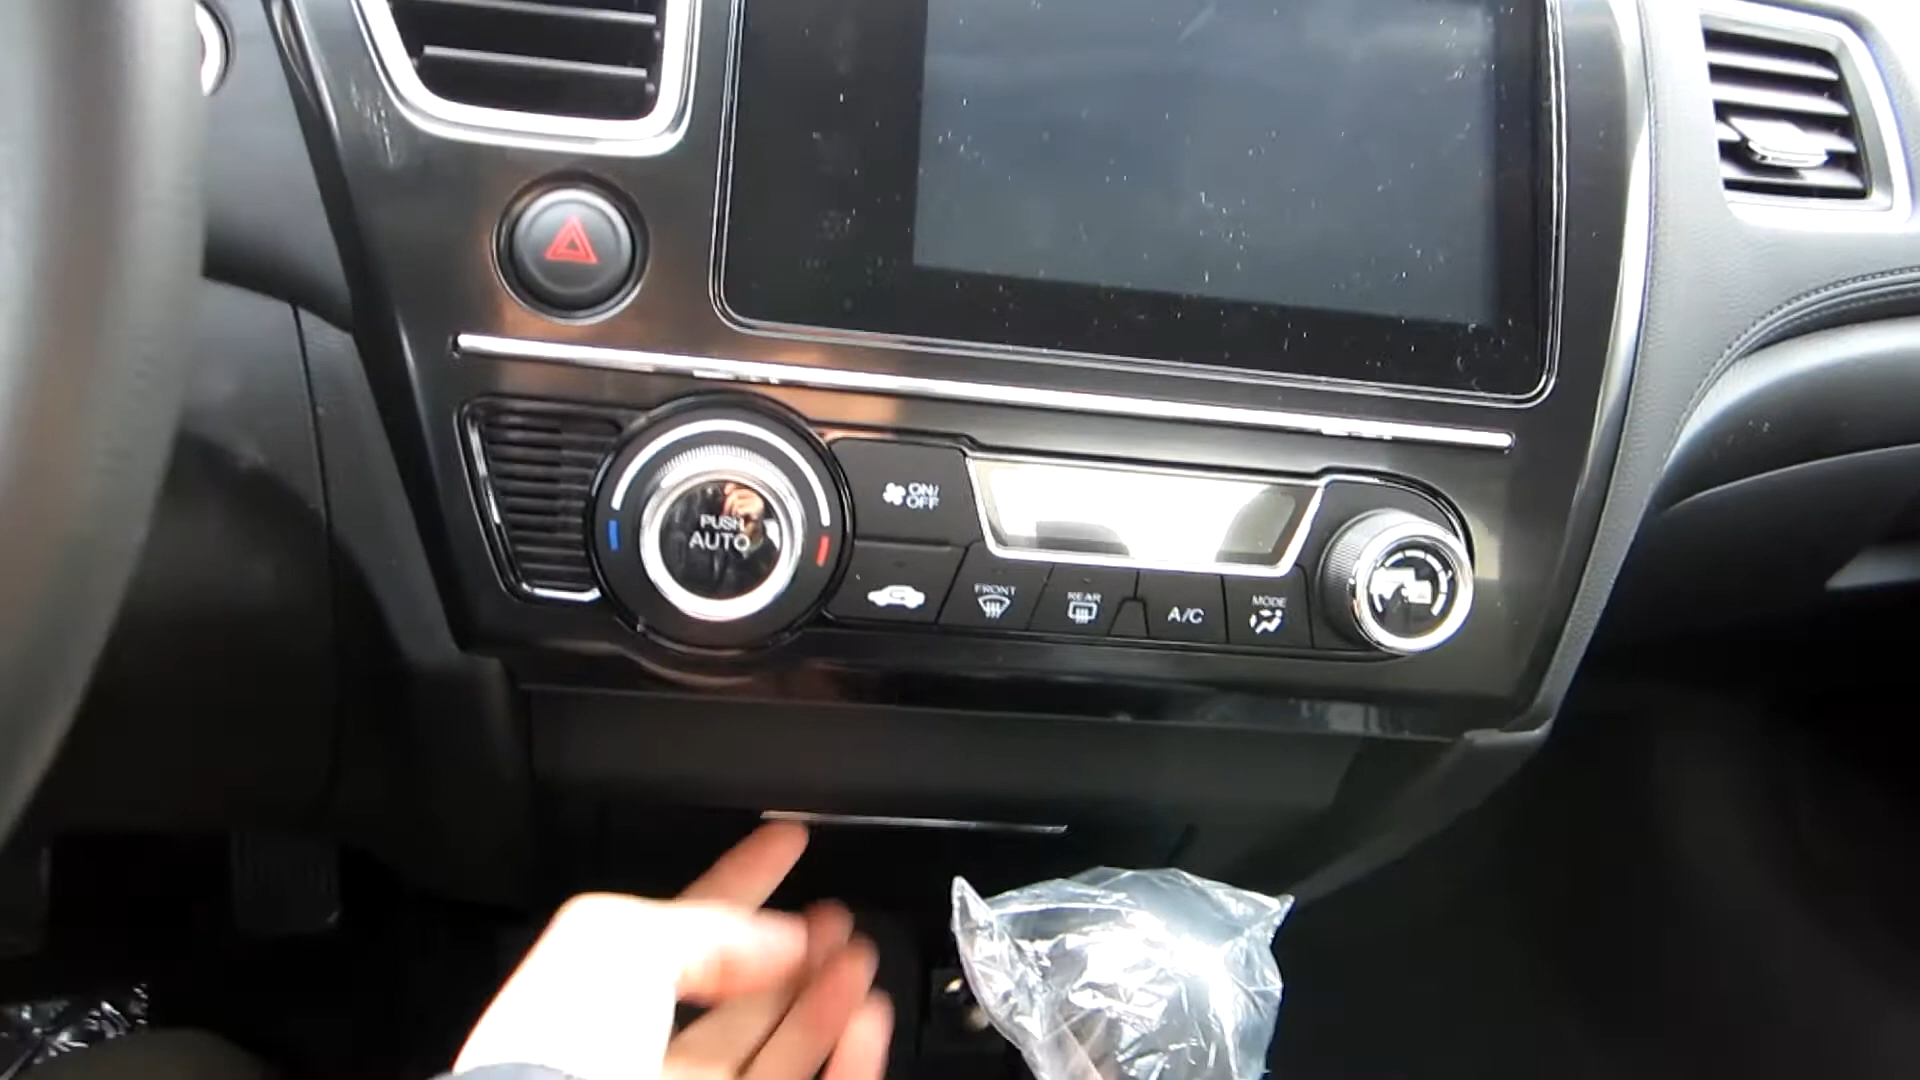 PUSH
AUTO
ON/
OFF
FRONT
REAR
A/C
MODE